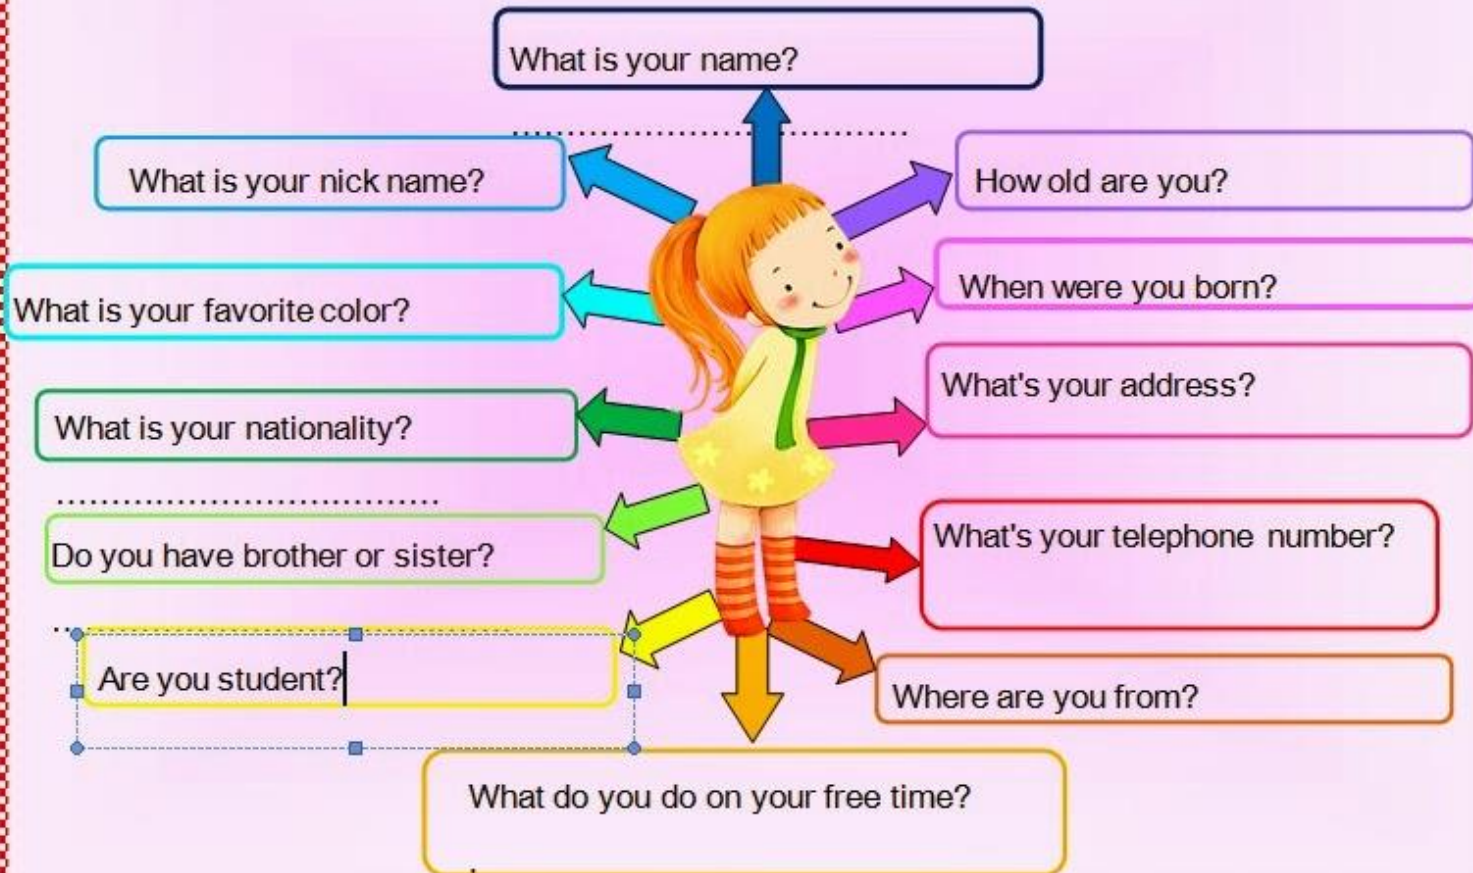 What is your name?
What is your nick name?
How old are you?
What is your favorite color?
When were you born?
What is your nationality?
What's your address?
Do you have brother or sister?
What's your telephone number?
Are you student?
Where are you from?
What do you do on your free time?